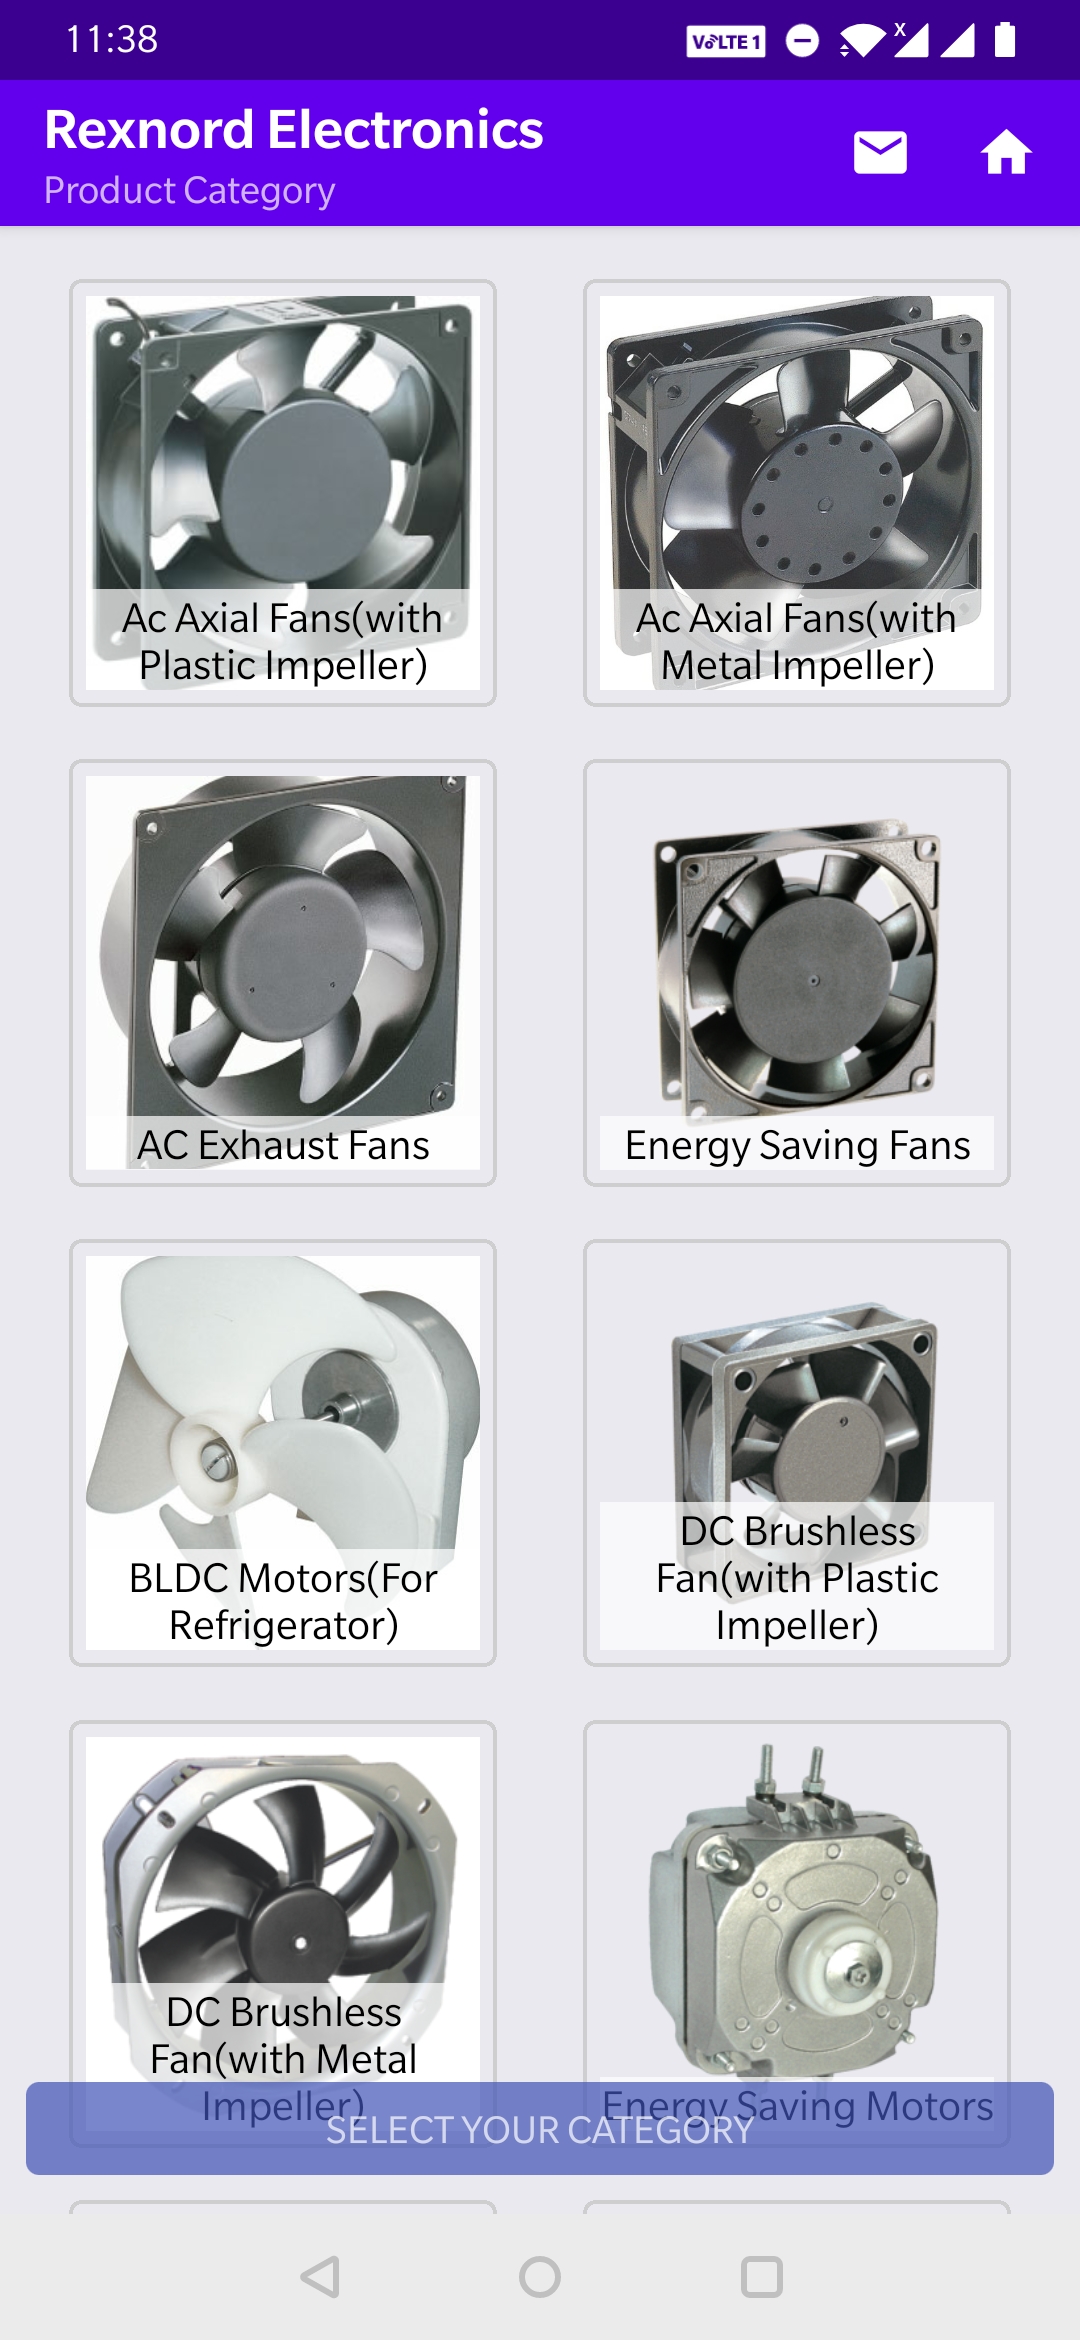 11:38
VoLTE 1
x
Rexnord Electronics
Product Category
Ac Axial Fans(with
Plastic Impeller)
Ac Axial Fans(with
Metal Impeller)
AC Exhaust Fans
Energy Saving Fans
BLDC Motors(For
Refrigerator)
DC Brushless
Fan(with Plastic
Impeller)
DC Brushless
Fan(with Metal
Impeller)
Energy Saving Motors
SELECT YOUR CATEGORY